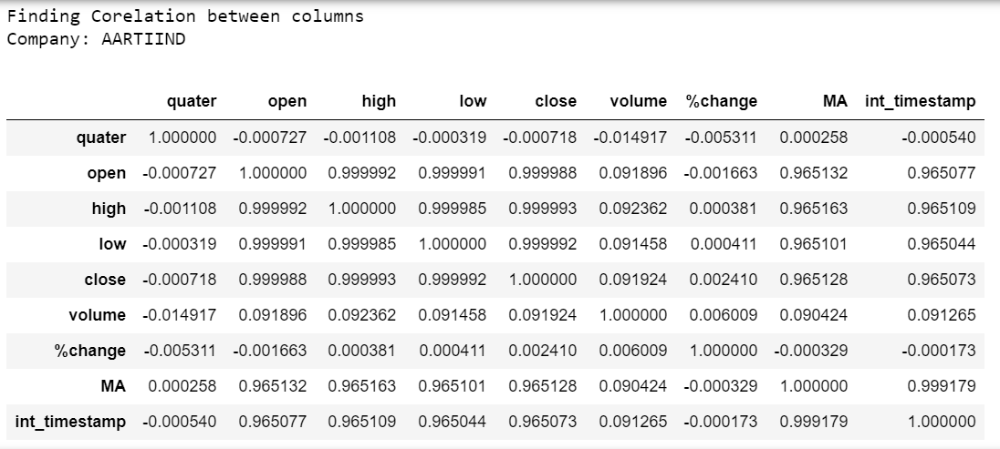 Finding Corelation between columns
Company: AARTIIND
quater open high low close volume %change MA int_timestamp
quater 1.000000 -0.000727 -0.001108 -0.000319 -0.000718 -0.014917 -0.005311 0.000258 -0.000540
open -0.000727 1.000000 0.999992 0.999991 0.999988 0.091896 -0.001663 0.965132 0.965077
high -0.001108 0.999992 1.000000 0.999985 0.999993 0.092362 0.000381 0.965163 0.965109
low -0.000319 0.999991 0.999985 1.000000 0.999992 0.091458 0.000411 0.965101 0.965044
close -0.000718 0.999988 0.999993 0.999992 1.000000 0.091924 0.002410 0.965128 0.965073
volume -0.014917 0.091896 0.092362 0.091458 0.091924 1.000000 0.006009 0.090424 0.091265
%change -0.005311 -0.001663 0.000381 0.000411 0.002410 0.006009 1.000000 -0.000329 -0.000173
MA 0.000258 0.965132 0.965163 0.965101 0.965128 0.090424 -0.000329 1.000000 0.999179
int_timestamp -0.000540 0.965077 0.965109 0.965044 0.965073 0.091265 -0.000173 0.999179 1.000000